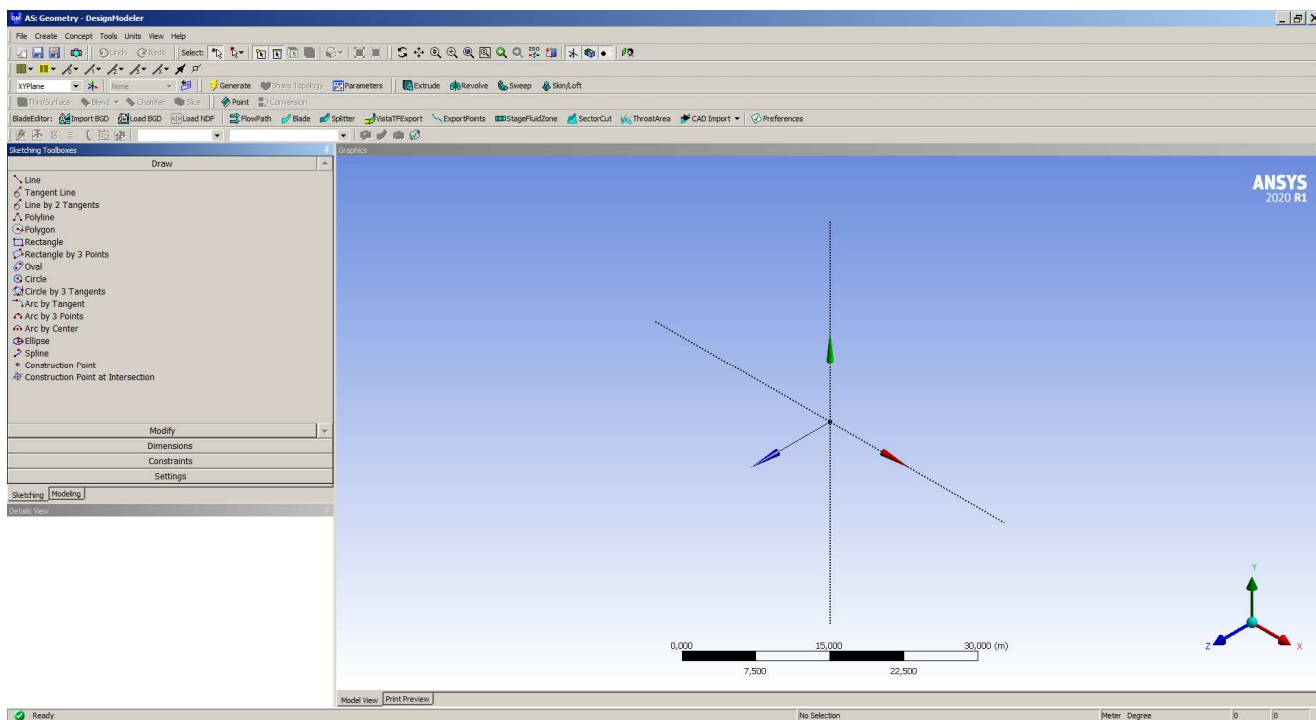 AS: Geometry - DesignModeler
File Create Concept Tools Units View Help
Undo Redo Select: ISO
XYPlane None Generate Share Topology Parameters Extrude Revolve Sweep Skin/Loft
Thin/Surface Blend Chamfer Slice Point Conversion
BladeEditor: Import BGD Load BGD Load NDF FlowPath Blade Splitter VistaTFExport ExportPoints StageFluidZone SectorCut ThroatArea CAD Import Preferences
Sketching Toolboxes
Draw
Line
Tangent Line
Line by 2 Tangents
Polyline
Polygon
Rectangle
Rectangle by 3 Points
Oval
Circle
Circle by 3 Tangents
Arc by Tangent
Arc by 3 Points
Arc by Center
Ellipse
Spline
Construction Point
Construction Point at Intersection
Modify
Dimensions
Constraints
Settings
Sketching Modeling
Details View
Graphics
ANSYS
2020 R1
0,000 15,000 30,000 (m)
7,500 22,500
Y
Z X
Model View Print Preview
Ready No Selection Meter Degree 0 0